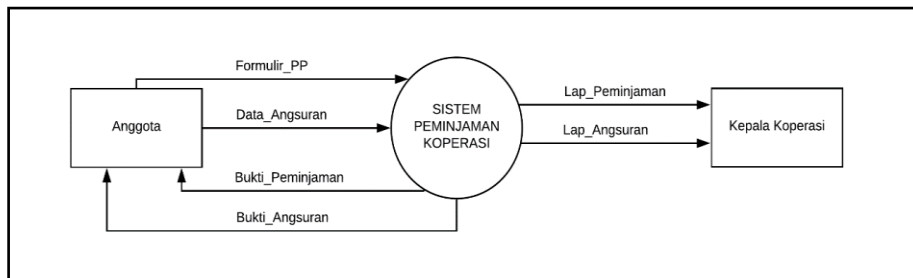 Formulir_PP
Anggota
Data_Angsuran
Bukti_Peminjaman
Bukti_Angsuran
SISTEM
PEMINJAMAN
KOPERASI
Lap_Peminjaman
Lap_Angsuran
Kepala Koperasi